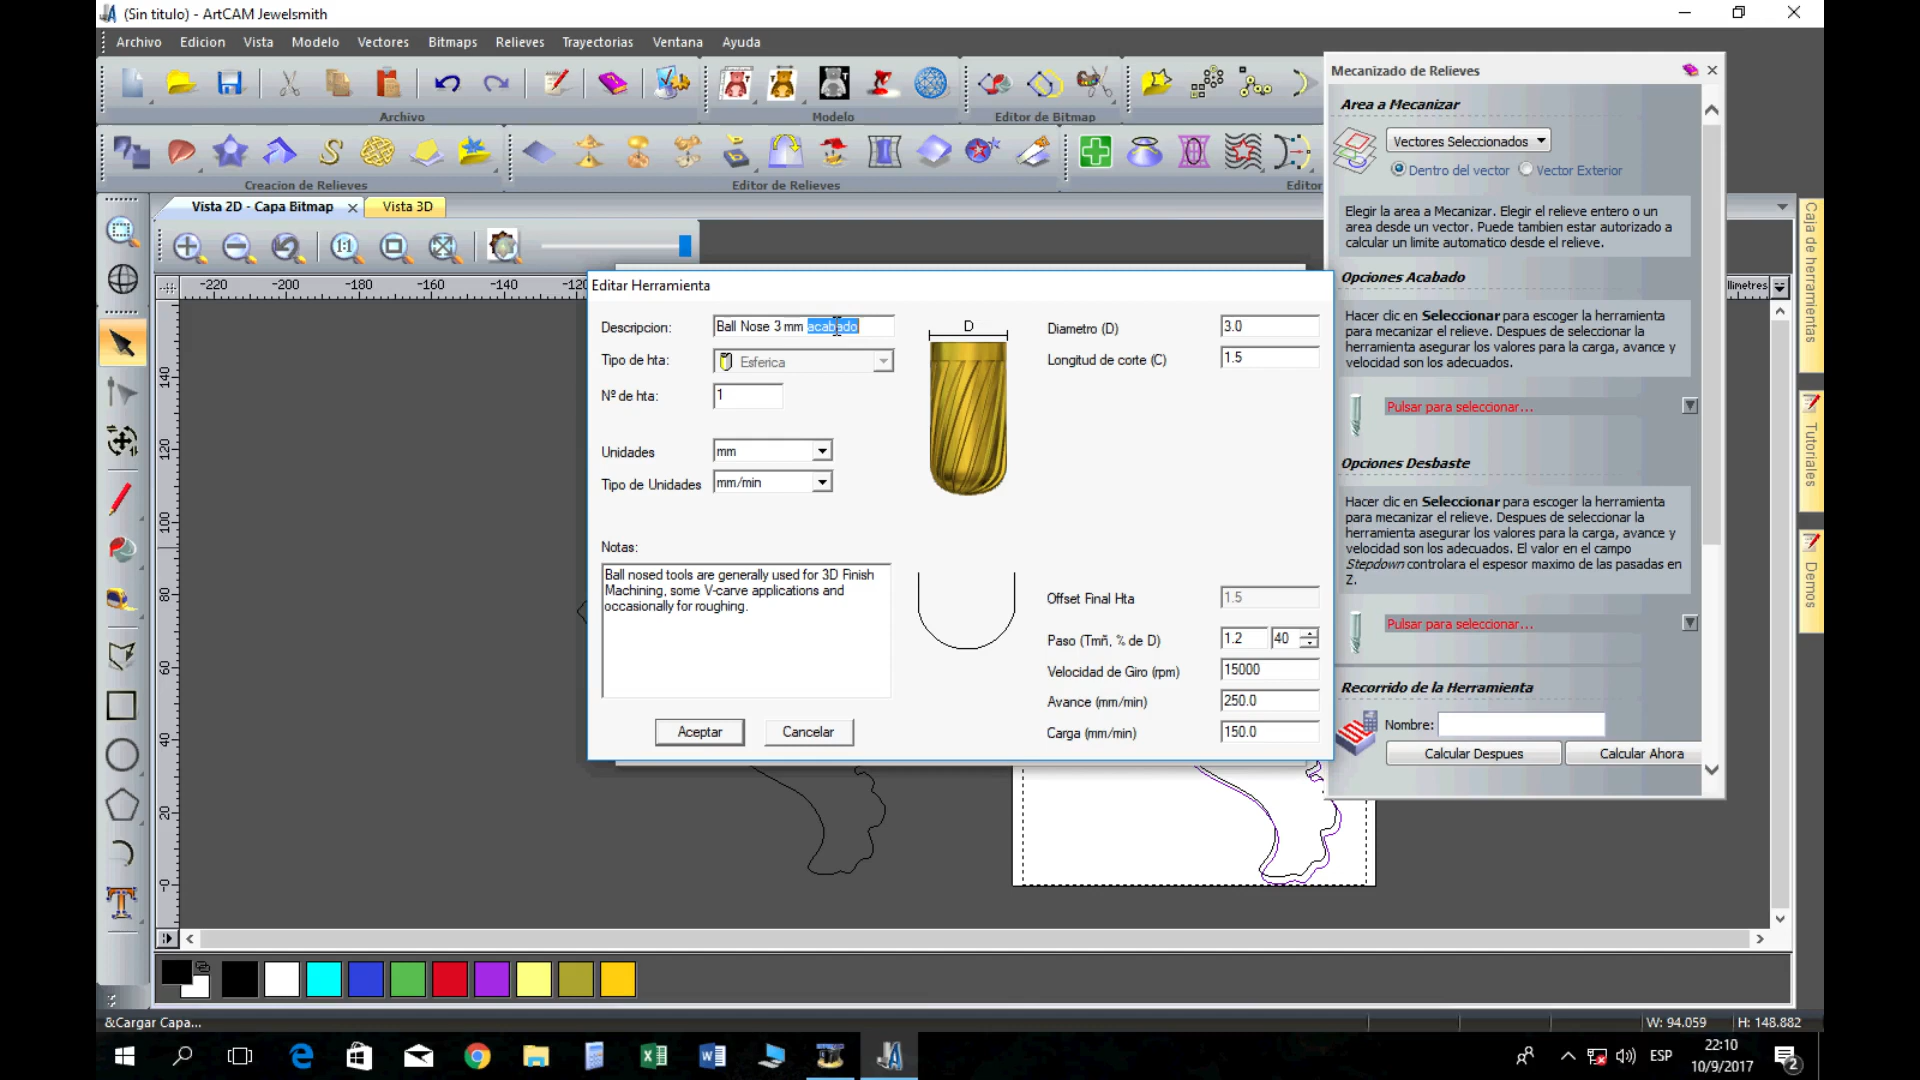 (Sin titulo) - ArtCAM Jewelsmith
Archivo Edicion Vista Modelo Vectores Bitmaps Relieves Trayectorias Ventana Ayuda
Archivo Modelo Editor de Bitmap
Creacion de Relieves Editor de Relieves Editor
Vista 2D - Capa Bitmap Vista 3D
-220 -200 -180 -160 -140 -120
llimetres
140
120
100
80
60
40
20
-0
Editar Herramienta
Descripcion: Ball Nose 3 mm acabado
Tipo de hta: Esferica
Nº de hta: 1
Unidades mm
Tipo de Unidades mm/min
Notas:
Ball nosed tools are generally used for 3D Finish
Machining, some V-carve applications and
occasionally for roughing.
Aceptar Cancelar
D
Diametro (D) 3.0
Longitud de corte (C) 1.5
Offset Final Hta 1.5
Paso (Tmñ, % de D) 1.2 40
Velocidad de Giro (rpm) 15000
Avance (mm/min) 250.0
Carga (mm/min) 150.0
Mecanizado de Relieves
Area a Mecanizar
Vectores Seleccionados
Dentro del vector Vector Exterior
Elegir la area a Mecanizar. Elegir el relieve entero o un
area desde un vector. Puede tambien estar autorizado a
calcular un limite automatico desde el relieve.
Opciones Acabado
Hacer clic en Seleccionar para escoger la herramienta
para mecanizar el relieve. Despues de seleccionar la
herramienta asegurar los valores para la carga, avance y
velocidad son los adecuados.
Pulsar para seleccionar...
Opciones Desbaste
Hacer clic en Seleccionar para escoger la herramienta
para mecanizar el relieve. Despues de seleccionar la
herramienta asegurar los valores para la carga, avance y
velocidad son los adecuados. El valor en el campo
Stepdown controlara el espesor maximo de las pasadas en
Z.
Pulsar para seleccionar...
Recorrido de la Herramienta
Nombre:
Calcular Despues Calcular Ahora
Caja de herramientas
Tutoriales
Demos
&Cargar Capa...
W: 94.059 H: 148.882
ESP
22:10
10/9/2017
2